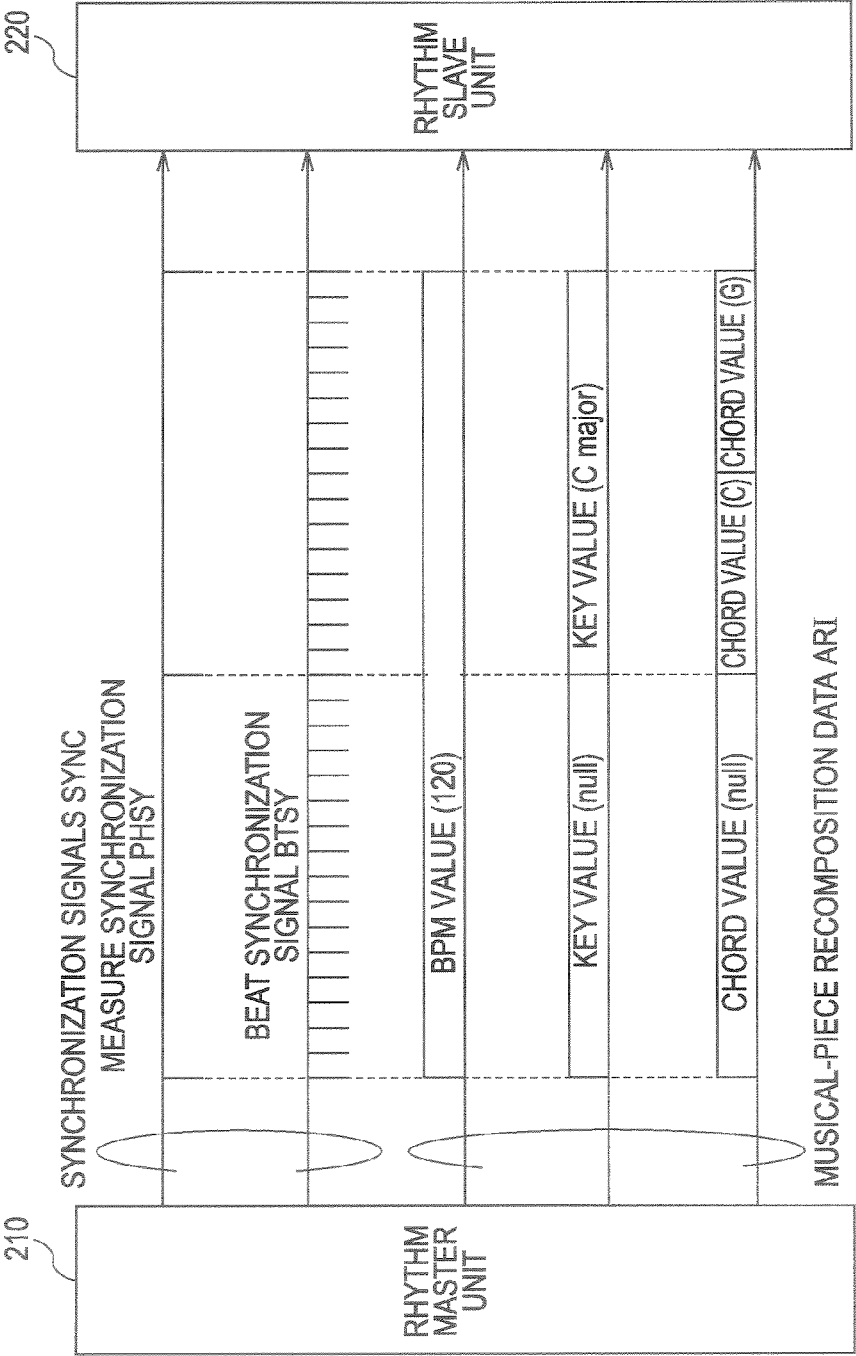 210
220
RHYTHM
MASTER
UNIT
RHYTHM
SLAVE
UNIT
SYNCHRONIZATION SIGNALS SYNC
MEASURE SYNCHRONIZATION
SIGNAL PHSY
BEAT SYNCHRONIZATION
SIGNAL BTSY
BPM VALUE (120)
KEY VALUE (null)
KEY VALUE (C major)
CHORD VALUE (null)
CHORD VALUE (C)
CHORD VALUE (G)
MUSICAL-PIECE RECOMPOSITION DATA ARI